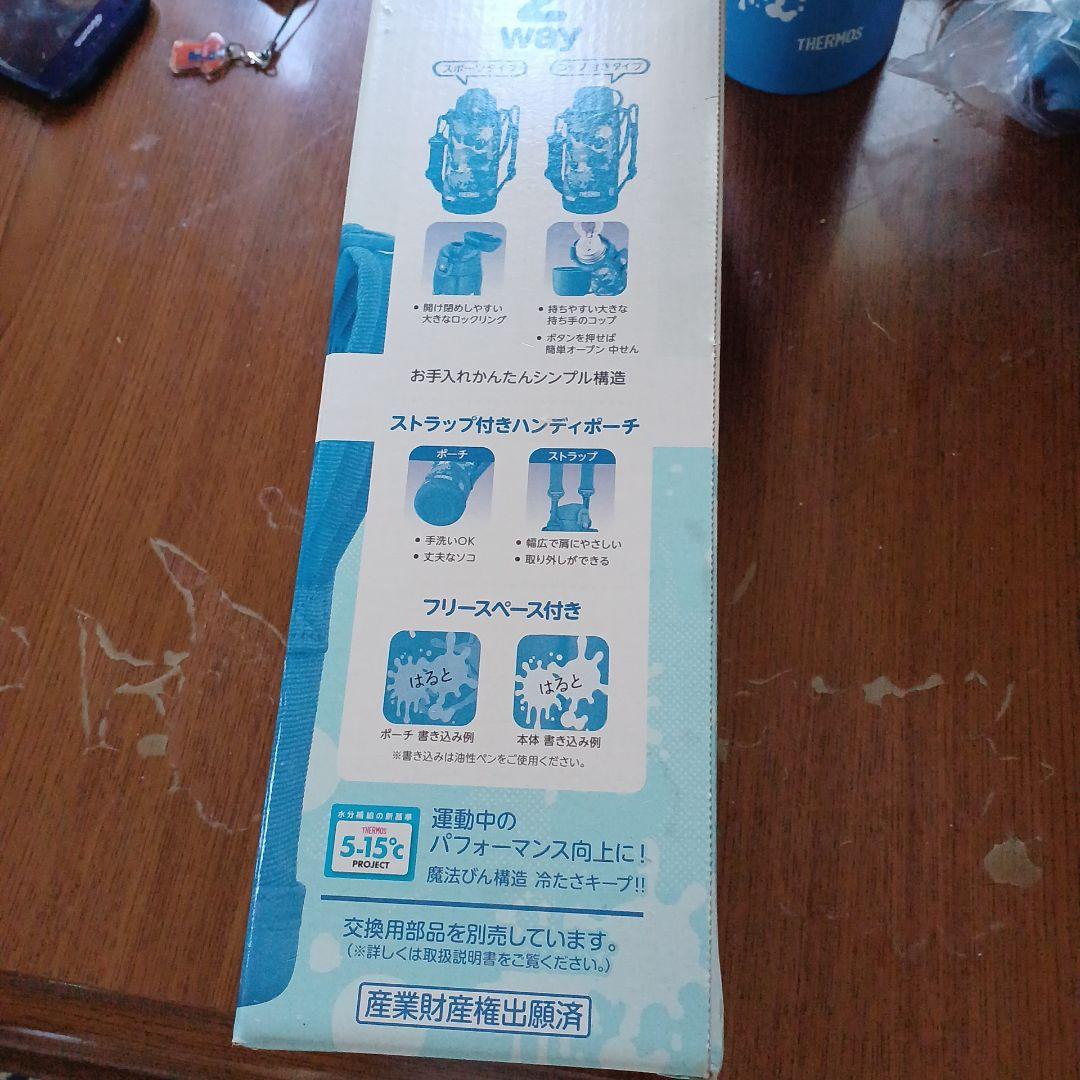 2
way
THERMOS
スポーツタイプ
コップ付きタイプ
THERMOS
THERMOS
• 開け閉めしやすい
大きなロックリング
• 持ちやすい大きな
持ち手のコップ
• ボタンを押せば
簡単オープン 中せん
お手入れかんたんシンプル構造
ストラップ付きハンディポーチ
ポーチ
ストラップ
• 手洗いOK
• 丈夫なソコ
• 幅広で肩にやさしい
• 取り外しができる
フリースペース付き
はると
はると
ポーチ 書き込み例
本体 書き込み例
※書き込みは油性ペンをご使用ください。
水分補給の新基準
THERMOS
5-15℃
PROJECT
運動中の
パフォーマンス向上に！
魔法びん構造 冷たさキープ!!
交換用部品を別売しています。
(※詳しくは取扱説明書をご覧ください。)
産業財産権出願済